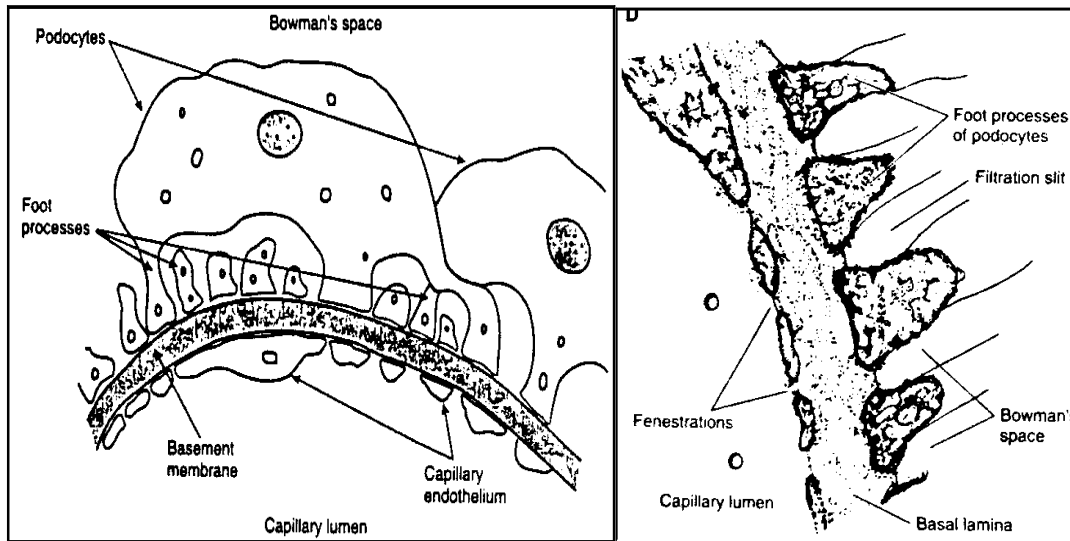 Bowman's space
Podocytes
Foot
processes
Basement
membrane
Capillary
endothelium
Capillary lumen
D
Foot processes
of podocytes
Filtration slit
Fenestrations
Bowman's
space
Capillary lumen
Basal lamina